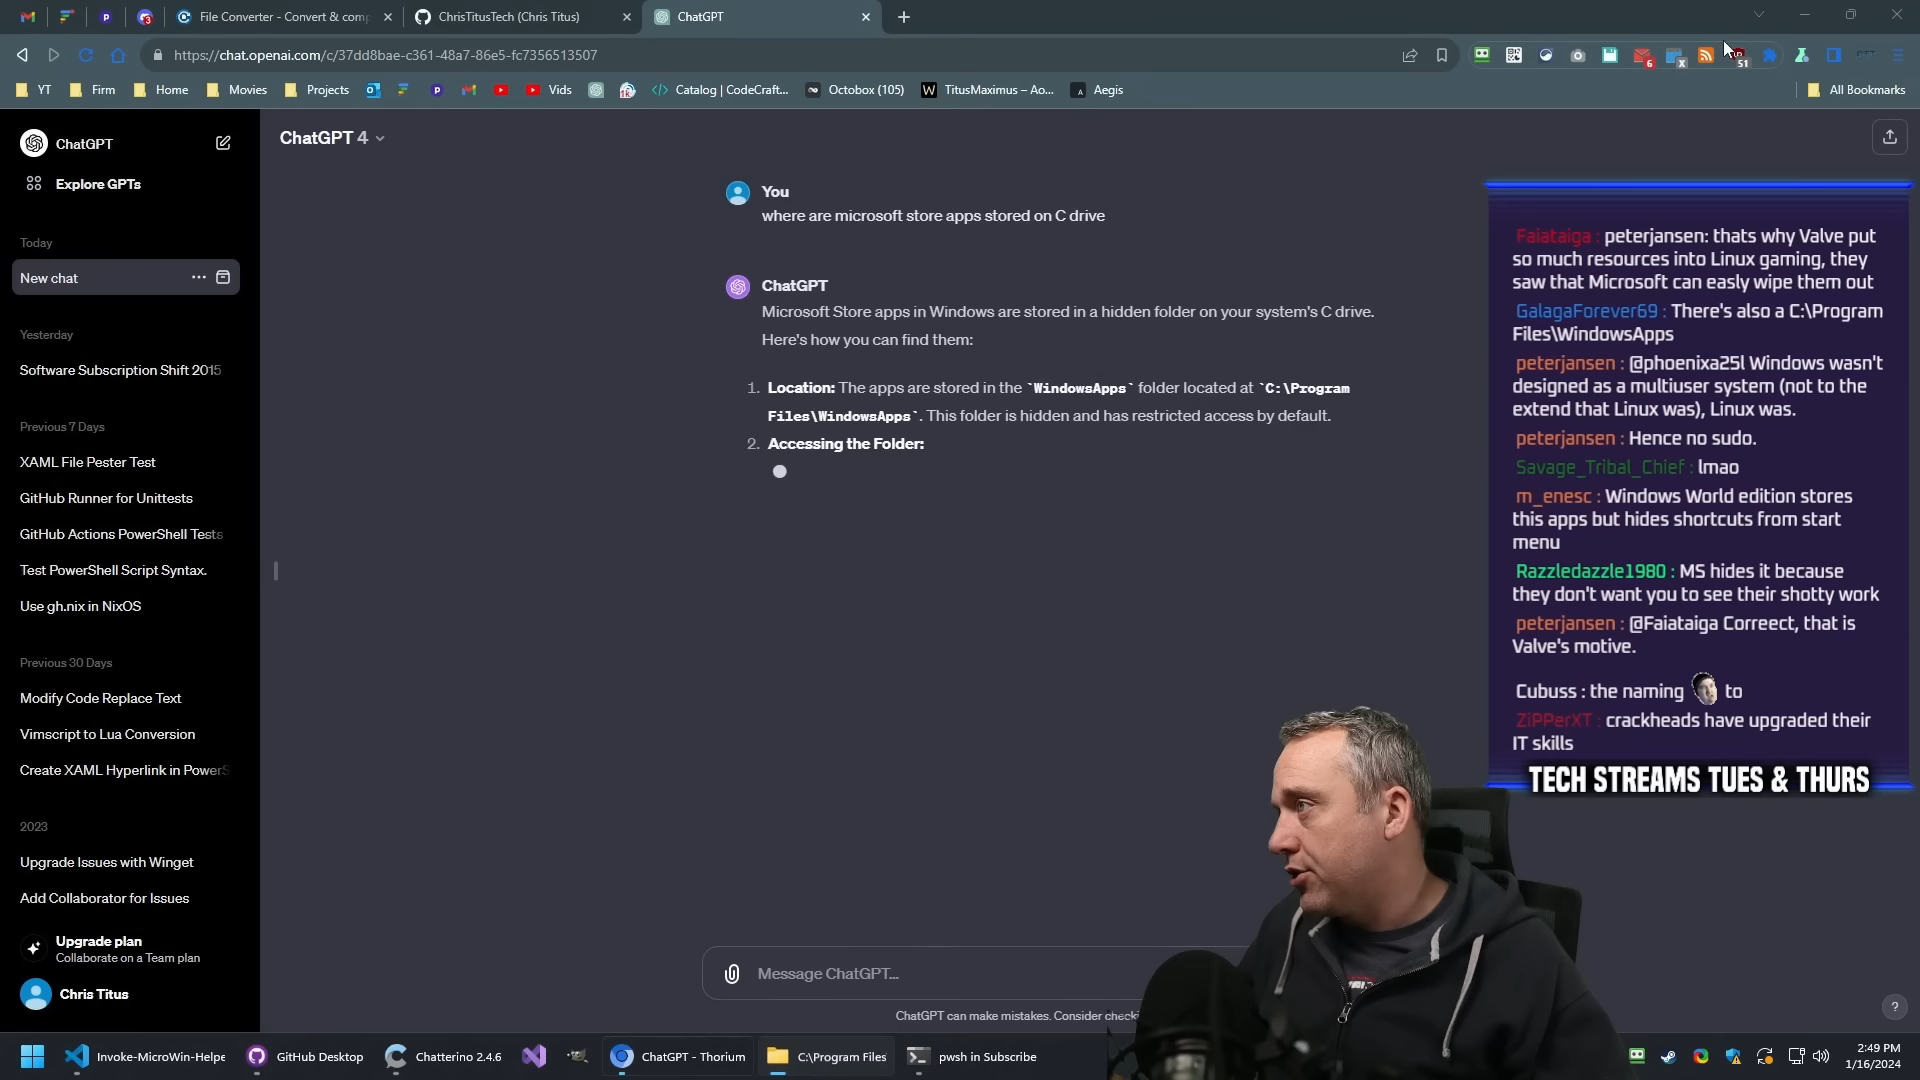 File Converter - Convert & comp
ChrisTitusTech (Chris Titus)
ChatGPT
https://chat.openai.com/c/37dd8bae-c361-48a7-86e5-fc7356513507
6
X
51
YT
Firm
Home
Movies
Projects
Vids
Catalog | CodeCraft...
Octobox (105)
TitusMaximus – Ao...
Aegis
All Bookmarks
ChatGPT
Explore GPTs
Today
New chat
Yesterday
Software Subscription Shift 2015
Previous 7 Days
XAML File Pester Test
GitHub Runner for Unittests
GitHub Actions PowerShell Tests
Test PowerShell Script Syntax.
Use gh.nix in NixOS
Previous 30 Days
Modify Code Replace Text
Vimscript to Lua Conversion
Create XAML Hyperlink in PowerS
2023
Upgrade Issues with Winget
Add Collaborator for Issues
Upgrade plan
Collaborate on a Team plan
Chris Titus
ChatGPT 4
You
where are microsoft store apps stored on C drive
ChatGPT
Microsoft Store apps in Windows are stored in a hidden folder on your system's C drive.
Here's how you can find them:
1. Location: The apps are stored in the `WindowsApps` folder located at `C:\Program
Files\WindowsApps`. This folder is hidden and has restricted access by default.
2. Accessing the Folder:
Message ChatGPT...
ChatGPT can make mistakes. Consider checki
Faiataiga : peterjansen: thats why Valve put
so much resources into Linux gaming, they
saw that Microsoft can easly wipe them out
GalagaForever69 : There's also a C:\Program
Files\WindowsApps
peterjansen : @phoenixa25l Windows wasn't
designed as a multiuser system (not to the
extend that Linux was), Linux was.
peterjansen : Hence no sudo.
Savage_Tribal_Chief : lmao
m_enesc : Windows World edition stores
this apps but hides shortcuts from start
menu
Razzledazzle1980 : MS hides it because
they don't want you to see their shotty work
peterjansen : @Faiataiga Correect, that is
Valve's motive.
Cubuss : the naming to
ZiPPerXT : crackheads have upgraded their
IT skills
TECH STREAMS TUES & THURS
?
Invoke-MicroWin-Helpe
GitHub Desktop
Chatterino 2.4.6
ChatGPT - Thorium
C:\Program Files
pwsh in Subscribe
2:49 PM
1/16/2024